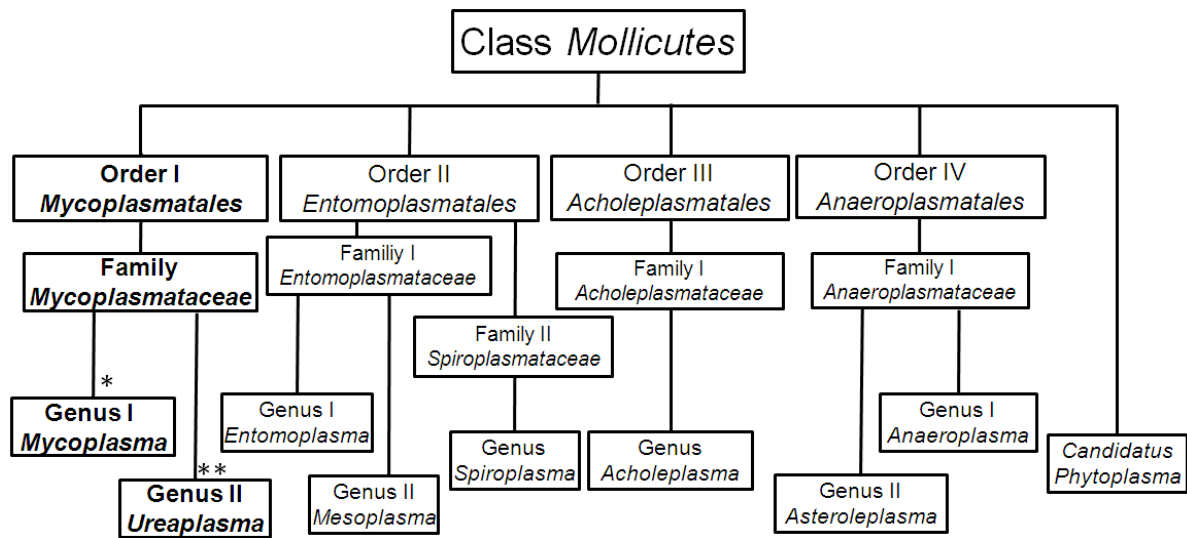 Class Mollicutes
Order I
Mycoplasmatales
Order II
Entomoplasmatales
Order III
Acholeplasmatales
Order IV
Anaeroplasmatales
Family
Mycoplasmataceae
Familiy I
Entomoplasmataceae
Family I
Acholeplasmataceae
Family I
Anaeroplasmataceae
Family II
Spiroplasmataceae
*
Genus I
Mycoplasma
Genus I
Entomoplasma
Genus I
Anaeroplasma
Genus
Spiroplasma
Genus
Acholeplasma
Candidatus
Phytoplasma
**
Genus II
Ureaplasma
Genus II
Mesoplasma
Genus II
Asteroleplasma